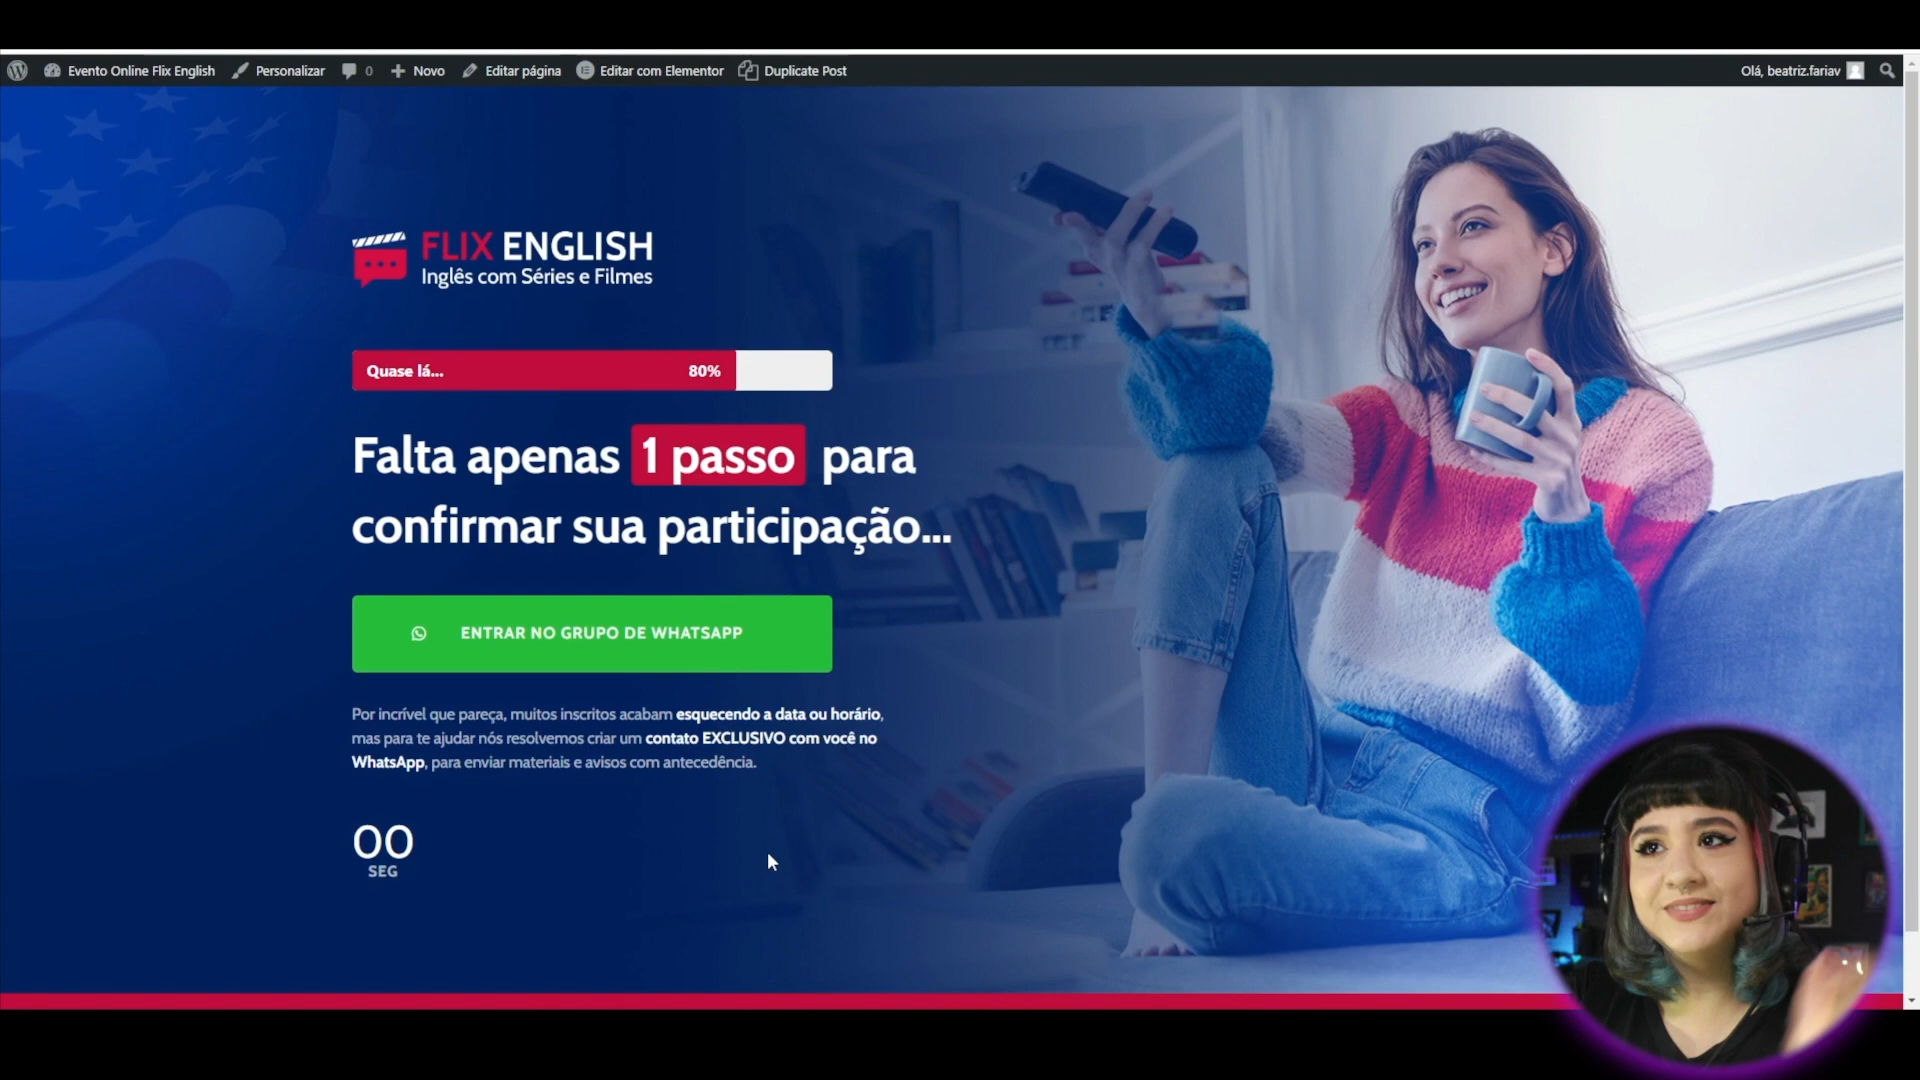 Evento Online Flix English Personalizar 0 Novo Editar página Editar com Elementor Duplicate Post Olá, beatriz.fariav
FLIX ENGLISH
Inglês com Séries e Filmes
Quase lá... 80%
Falta apenas 1 passo para
confirmar sua participação...
ENTRAR NO GRUPO DE WHATSAPP
Por incrível que pareça, muitos inscritos acabam esquecendo a data ou horário,
mas para te ajudar nós resolvemos criar um contato EXCLUSIVO com você no
WhatsApp, para enviar materiais e avisos com antecedência.
00
SEG